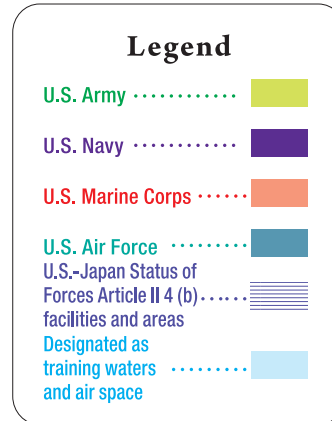 Legend
U.S. Army
U.S. Navy
U.S. Marine Corps
U.S. Air Force
U.S.-Japan Status of
Forces Article II 4 (b)
facilities and areas
Designated as
training waters
and air space